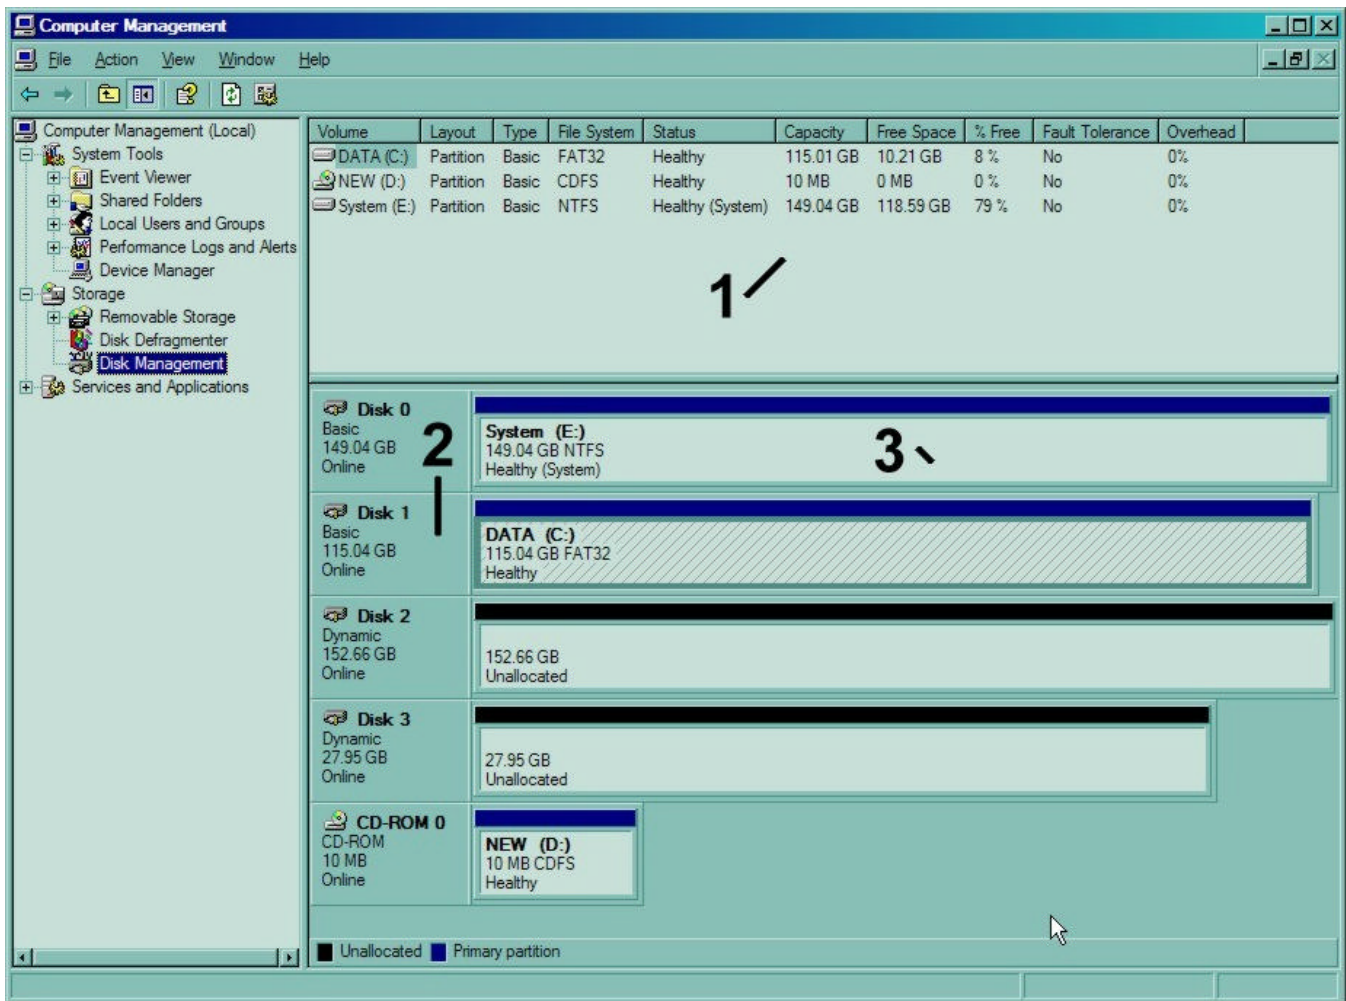 Computer Management
File Action View Window Help
Computer Management (Local)
System Tools
Event Viewer
Shared Folders
Local Users and Groups
Performance Logs and Alerts
Device Manager
Storage
Removable Storage
Disk Defragmenter
Disk Management
Services and Applications
Volume Layout Type File System Status Capacity Free Space % Free Fault Tolerance Overhead
DATA (C:) Partition Basic FAT32 Healthy 115.01 GB 10.21 GB 8 % No 0%
NEW (D:) Partition Basic CDFS Healthy 10 MB 0 MB 0 % No 0%
System (E:) Partition Basic NTFS Healthy (System) 149.04 GB 118.59 GB 79 % No 0%
1
Disk 0
Basic
149.04 GB
Online
2
System (E:)
149.04 GB NTFS
Healthy (System)
3
Disk 1
Basic
115.04 GB
Online
DATA (C:)
115.04 GB FAT32
Healthy
Disk 2
Dynamic
152.66 GB
Online
152.66 GB
Unallocated
Disk 3
Dynamic
27.95 GB
Online
27.95 GB
Unallocated
CD-ROM 0
CD-ROM
10 MB
Online
NEW (D:)
10 MB CDFS
Healthy
Unallocated Primary partition